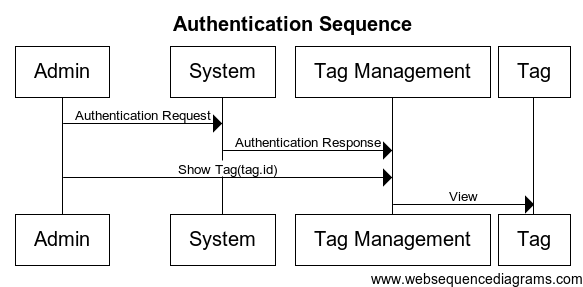 Authentication Sequence
Admin System Tag Management Tag
Authentication Request
Authentication Response
Show Tag(tag.id)
View
Admin System Tag Management Tag
www.websequencediagrams.com